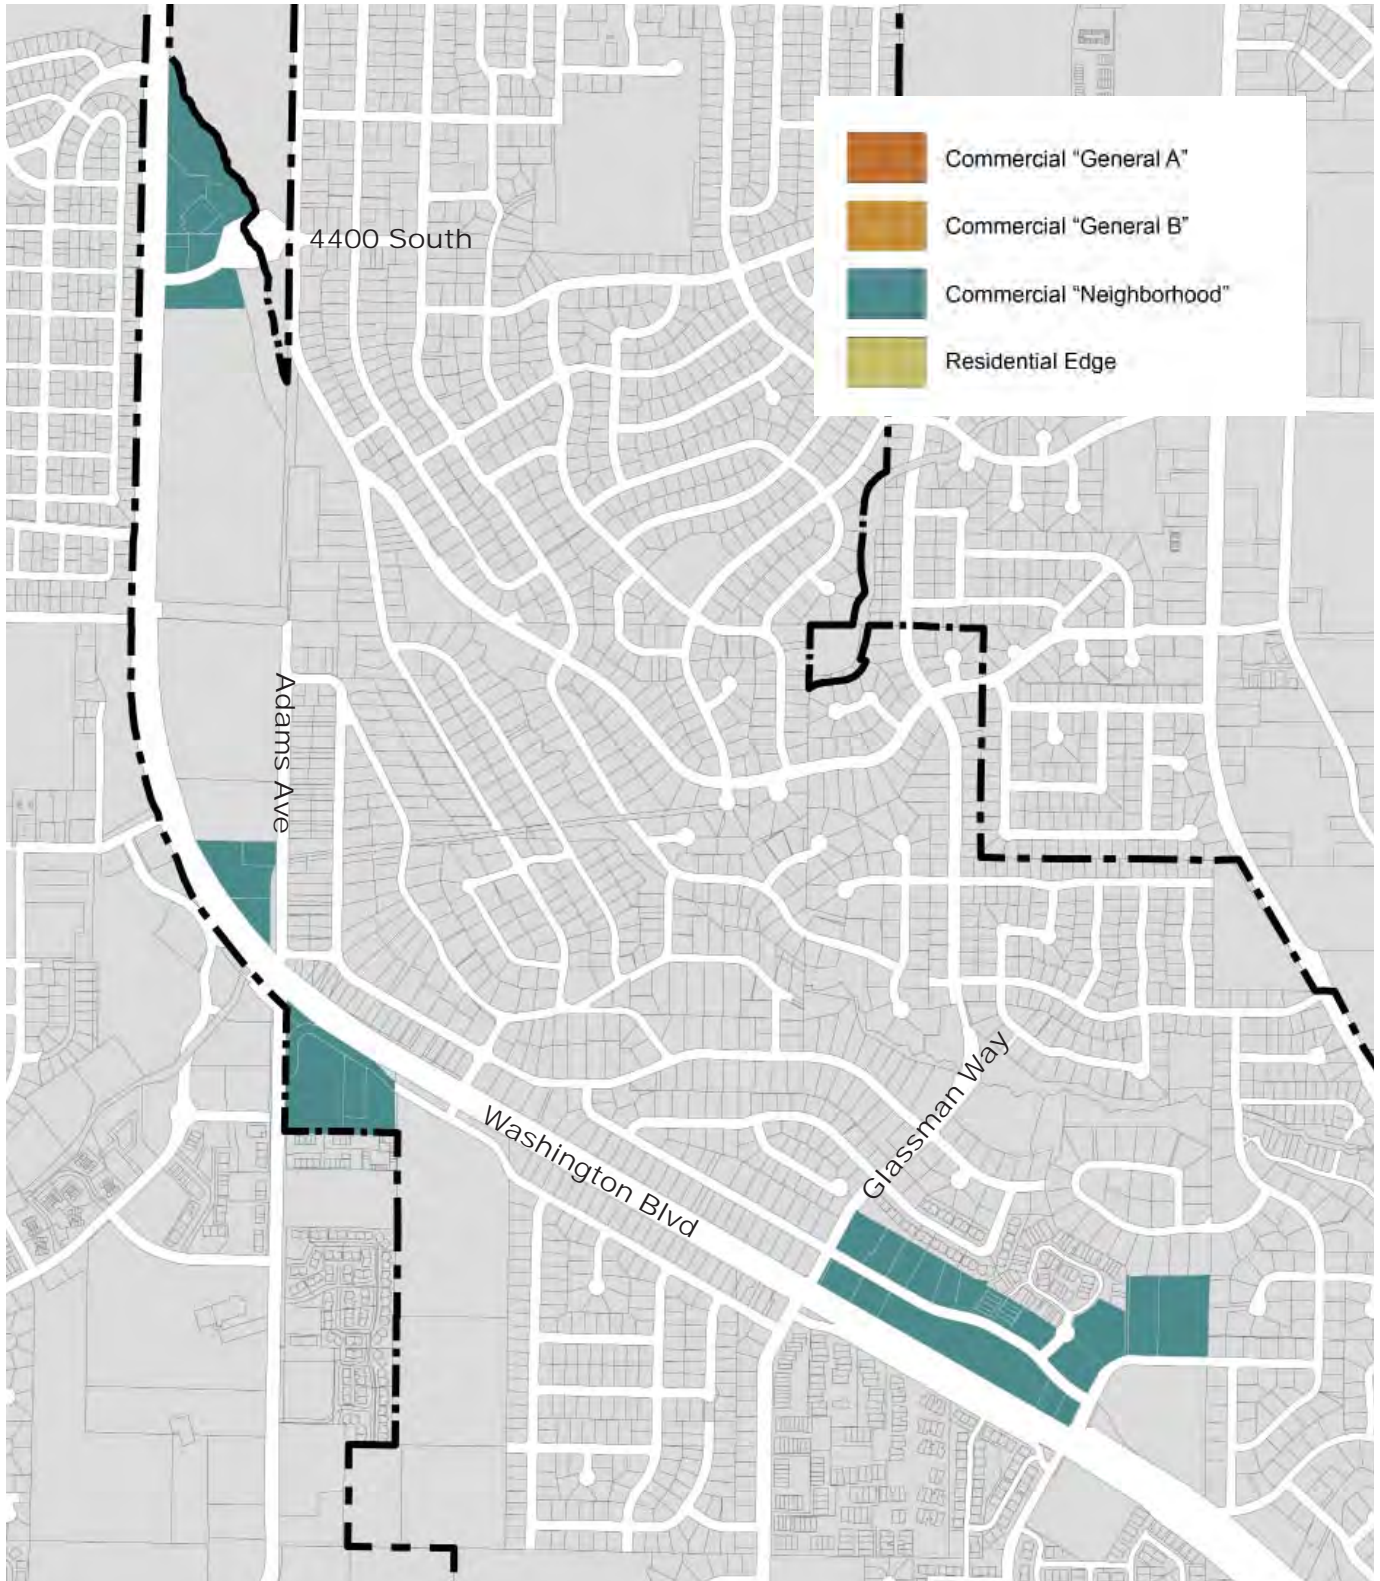 Commercial “General A”
Commercial “General B”
Commercial “Neighborhood”
Residential Edge
4400 South
Adams Ave
Washington Blvd
Glassman Way